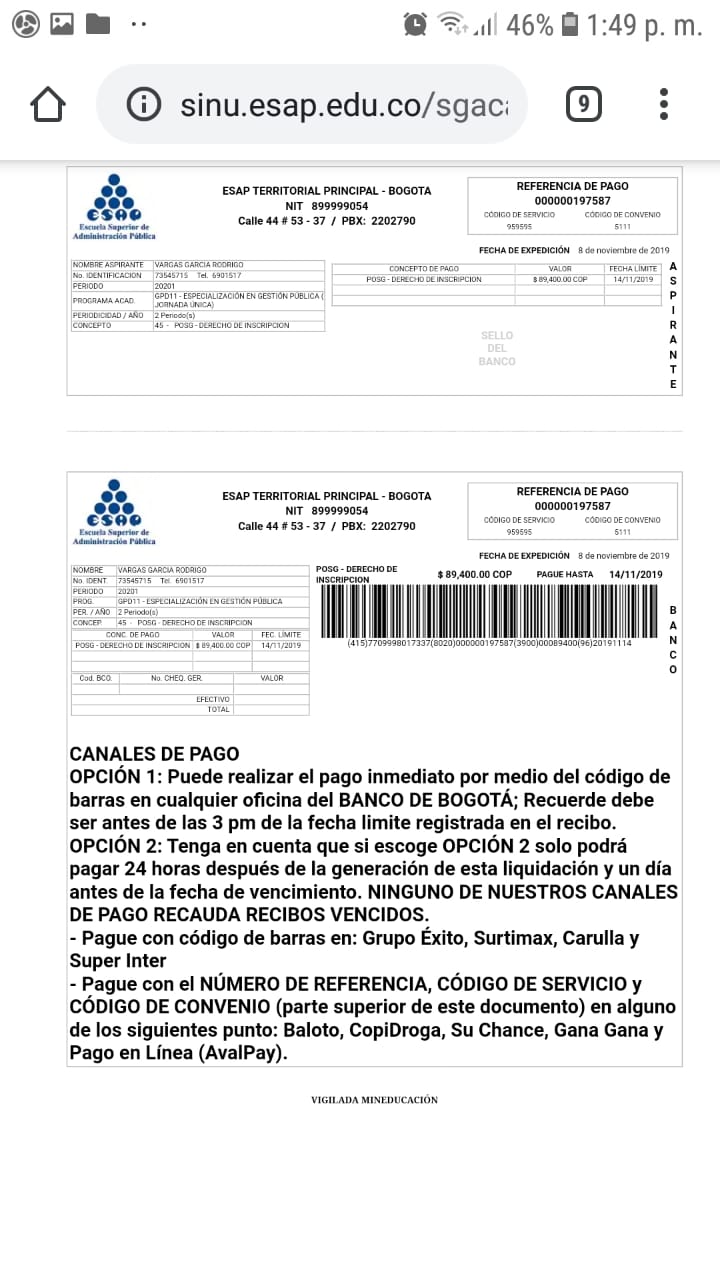 46% 1:49 p. m.
sinu.esap.edu.co/sgaca
9
ESAP
Escuela Superior de
Administración Pública
ESAP TERRITORIAL PRINCIPAL - BOGOTA
NIT 899999054
Calle 44 # 53 - 37 / PBX: 2202790
REFERENCIA DE PAGO
000000197587
CÓDIGO DE SERVICIO CÓDIGO DE CONVENIO
959595 5111
FECHA DE EXPEDICIÓN 8 de noviembre de 2019
NOMBRE ASPIRANTE VARGAS GARCIA RODRIGO
No. IDENTIFICACION 73545715 Tel. 6901517
PERIODO 20201
PROGRAMA ACAD. GPD11 - ESPECIALIZACIÓN EN GESTIÓN PÚBLICA (
JORNADA ÚNICA)
PERIODICIDAD / AÑO 2 Periodo(s)
CONCEPTO 45 - POSG - DERECHO DE INSCRIPCION
CONCEPTO DE PAGO VALOR FECHA LÍMITE
POSG - DERECHO DE INSCRIPCION $ 89,400.00 COP 14/11/2019
SELLO
DEL
BANCO
ASPIRANTE
ESAP
Escuela Superior de
Administración Pública
ESAP TERRITORIAL PRINCIPAL - BOGOTA
NIT 899999054
Calle 44 # 53 - 37 / PBX: 2202790
REFERENCIA DE PAGO
000000197587
CÓDIGO DE SERVICIO CÓDIGO DE CONVENIO
959595 5111
FECHA DE EXPEDICIÓN 8 de noviembre de 2019
NOMBRE VARGAS GARCIA RODRIGO
No. IDENT. 73545715 Tel. 6901517
PERIODO 20201
PROG. GPD11 - ESPECIALIZACIÓN EN GESTIÓN PÚBLICA
PER. / AÑO 2 Periodo(s)
CONCEP. 45 - POSG - DERECHO DE INSCRIPCION
CONC. DE PAGO VALOR FEC. LÍMITE
POSG - DERECHO DE INSCRIPCION $ 89,400.00 COP 14/11/2019
Cod. BCO. No. CHEQ. GER. VALOR
EFECTIVO
TOTAL
POSG - DERECHO DE
INSCRIPCION $ 89,400.00 COP PAGUE HASTA 14/11/2019
(415)7709998017337(8020)000000197587(3900)00089400(96)20191114
BANCO
CANALES DE PAGO
OPCIÓN 1: Puede realizar el pago inmediato por medio del código de
barras en cualquier oficina del BANCO DE BOGOTÁ; Recuerde debe
ser antes de las 3 pm de la fecha limite registrada en el recibo.
OPCIÓN 2: Tenga en cuenta que si escoge OPCIÓN 2 solo podrá
pagar 24 horas después de la generación de esta liquidación y un día
antes de la fecha de vencimiento. NINGUNO DE NUESTROS CANALES
DE PAGO RECAUDA RECIBOS VENCIDOS.
- Pague con código de barras en: Grupo Éxito, Surtimax, Carulla y
Super Inter
- Pague con el NÚMERO DE REFERENCIA, CÓDIGO DE SERVICIO y
CÓDIGO DE CONVENIO (parte superior de este documento) en alguno
de los siguientes punto: Baloto, CopiDroga, Su Chance, Gana Gana y
Pago en Línea (AvalPay).
VIGILADA MINEDUCACIÓN